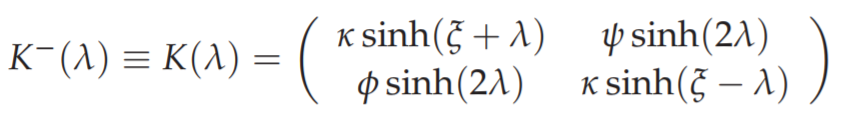 K⁻(λ) ≡ K(λ) = ( κ sinh(ξ + λ) ψ sinh(2λ)
ϕ sinh(2λ) κ sinh(ξ − λ) )